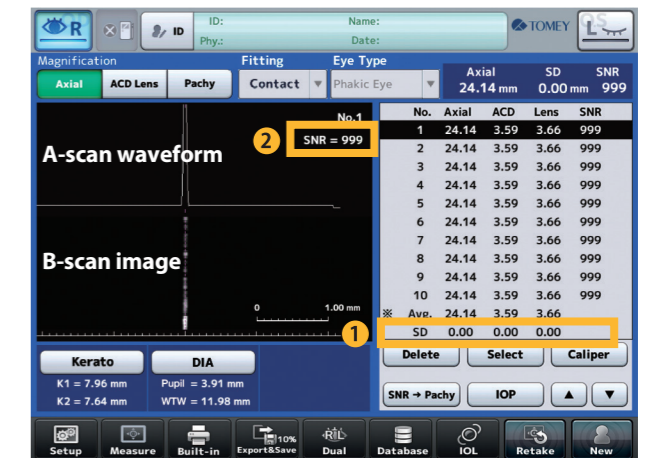 R
ID
ID:
Phy.:
Name:
Date:
TOMEY
L
Magnification
Fitting
Eye Type
Axial
ACD Lens
Pachy
Contact
Phakic Eye
Axial SD SNR
24.14 mm 0.00 mm 999
No.1
SNR = 999
2
A-scan waveform
B-scan image
0 1.00 mm
No. Axial ACD Lens SNR
1 24.14 3.59 3.66 999
2 24.14 3.59 3.66 999
3 24.14 3.59 3.66 999
4 24.14 3.59 3.66 999
5 24.14 3.59 3.66 999
6 24.14 3.59 3.66 999
7 24.14 3.59 3.66 999
8 24.14 3.59 3.66 999
9 24.14 3.59 3.66 999
10 24.14 3.59 3.66 999
※ Avg. 24.14 3.59 3.66
1
SD 0.00 0.00 0.00
Kerato
K1 = 7.96 mm
K2 = 7.64 mm
DIA
Pupil = 3.91 mm
WTW = 11.98 mm
Delete Select Caliper
SNR → Pachy IOP ▲ ▼
Setup
Measure
Built-in
10%
Export&Save
RIL
Dual
Database
IOL
Retake
New